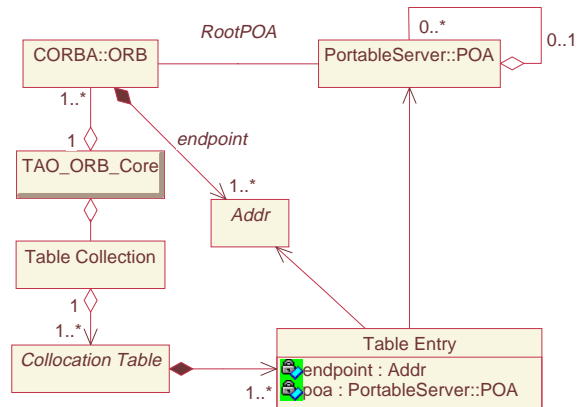 RootPOA
0..*
0..1
CORBA::ORB
PortableServer::POA
1..*
endpoint
1
TAO_ORB_Core
1..*
Addr
Table Collection
1
1..*
Table Entry
Collocation Table
endpoint : Addr
1..*
poa : PortableServer::POA